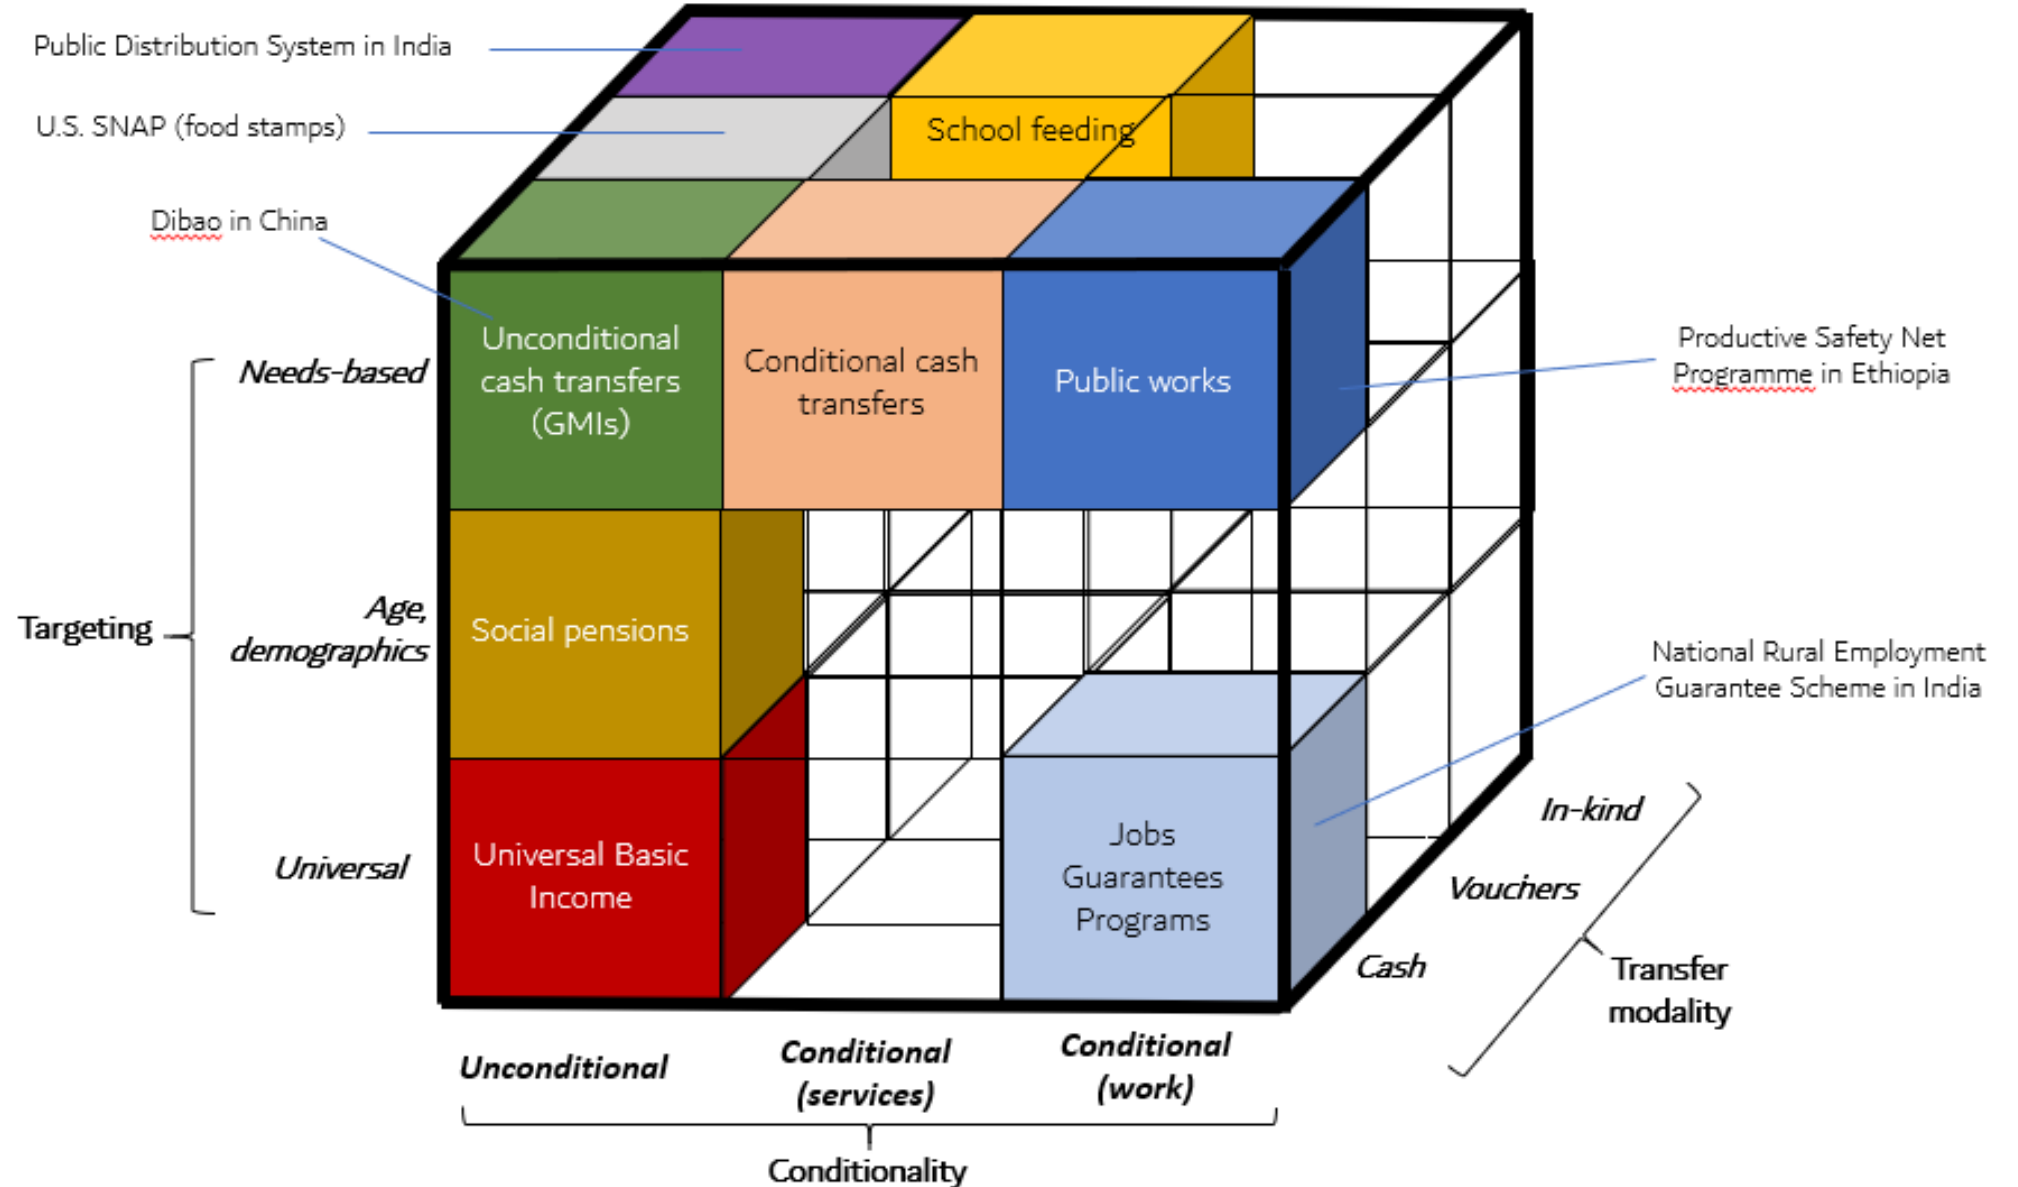 Public Distribution System in India
U.S. SNAP (food stamps)
School feeding
Dibao in China
Unconditional
cash transfers
(GMIs)
Conditional cash
transfers
Public works
Productive Safety Net
Programme in Ethiopia
Needs-based
Targeting
Age,
demographics
Social pensions
National Rural Employment
Guarantee Scheme in India
Universal
Universal Basic
Income
Jobs
Guarantees
Programs
In-kind
Vouchers
Cash
Transfer
modality
Unconditional
Conditional
(services)
Conditional
(work)
Conditionality